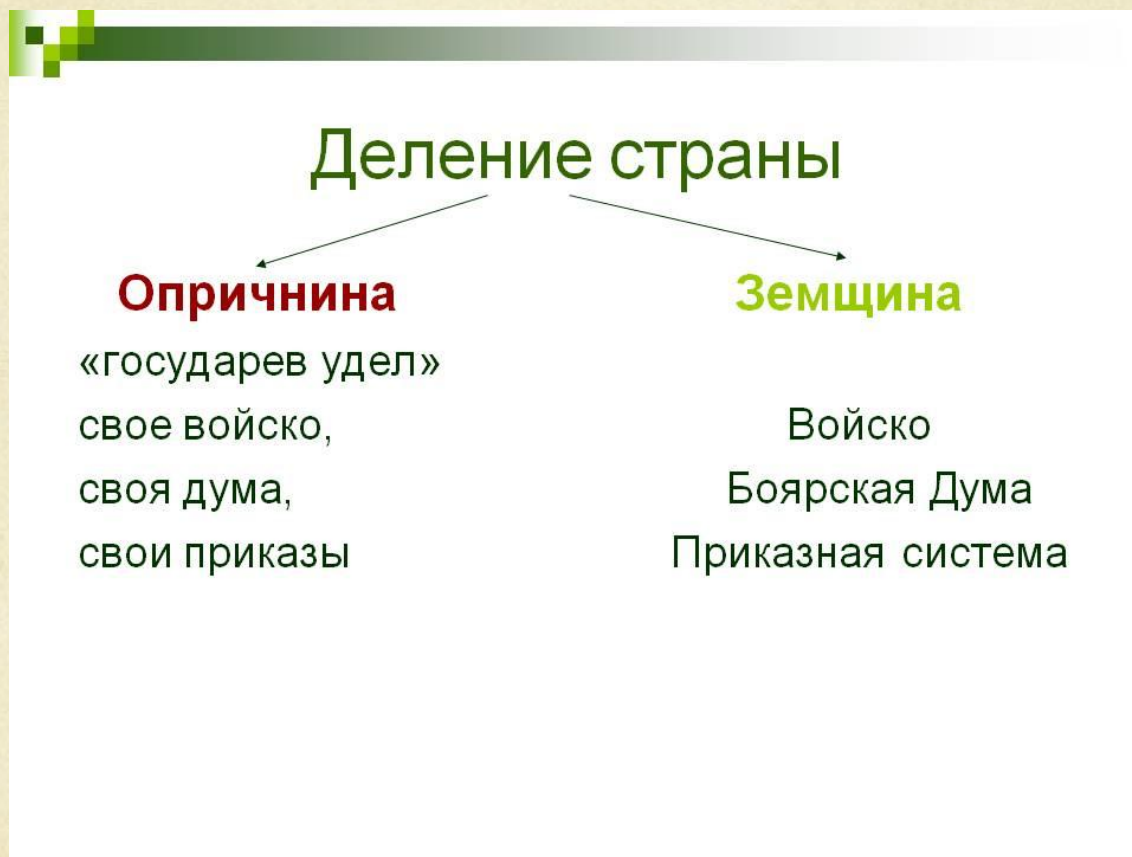 Деление страны
Опричнина Земщина
«государев удел»
свое войско, Войско
своя дума, Боярская Дума
свои приказы Приказная система